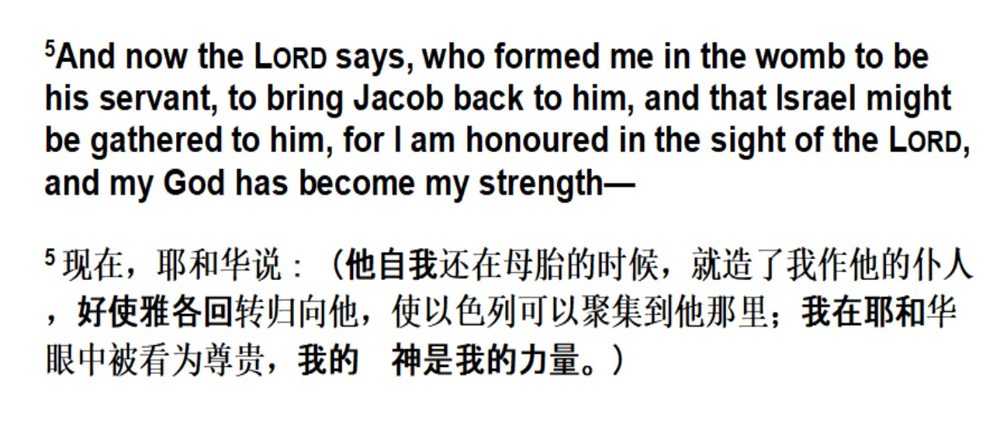 ⁵And now the LORD says, who formed me in the womb to be
his servant, to bring Jacob back to him, and that Israel might
be gathered to him, for I am honoured in the sight of the LORD,
and my God has become my strength—
⁵ 现在，耶和华说：（他自我还在母胎的时候，就造了我作他的仆人
，好使雅各回转归向他，使以色列可以聚集到他那里；我在耶和华
眼中被看为尊贵，我的　神是我的力量。）